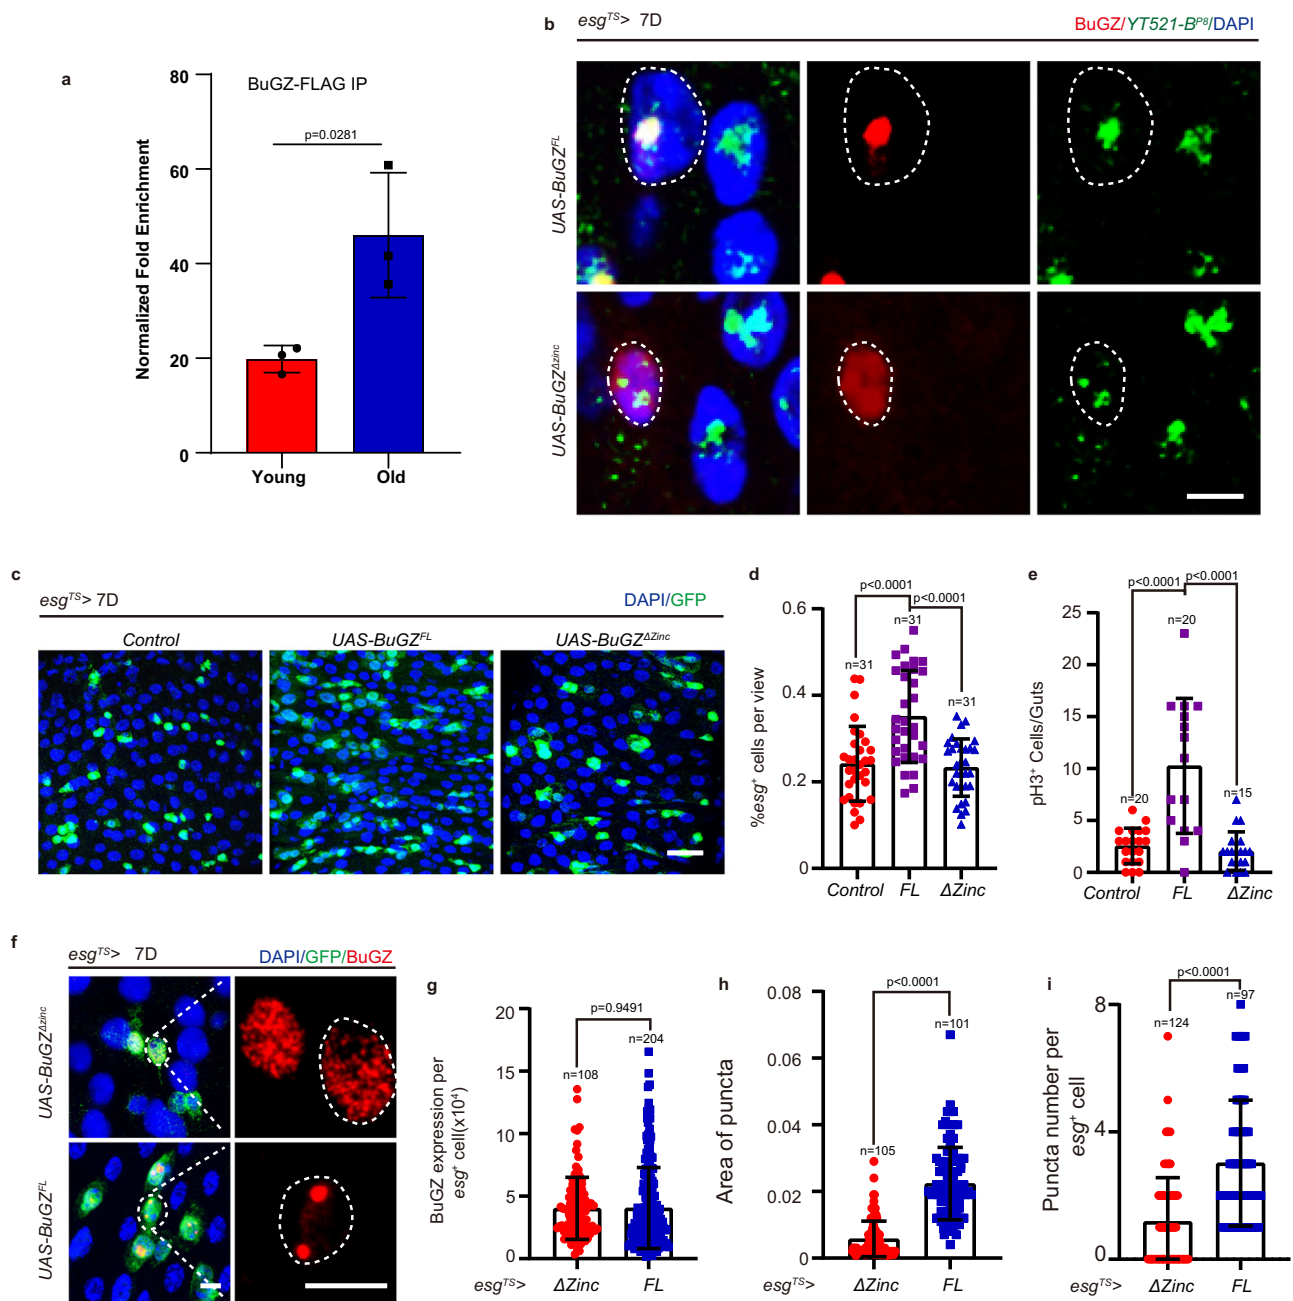 a
BuGZ-FLAG IP
p=0.0281
Normalized Fold Enrichment
80
60
40
20
0
Young
Old
b
esgTS> 7D
BuGZ/YT521-BP8/DAPI
UAS-BuGZFL
UAS-BuGZΔzinc
c
esgTS> 7D
DAPI/GFP
Control
UAS-BuGZFL
UAS-BuGZΔZinc
d
p<0.0001
p<0.0001
%esg+ cells per view
0.6
0.4
0.2
0
n=31
n=31
n=31
Control
FL
ΔZinc
e
p<0.0001
p<0.0001
pH3+ Cells/Guts
25
20
15
10
5
0
n=20
n=20
n=15
Control
FL
ΔZinc
f
esgTS> 7D
DAPI/GFP/BuGZ
UAS-BuGZΔzinc
UAS-BuGZFL
g
p=0.9491
BuGZ expression per
esg+ cell(x10⁴)
20
15
10
5
0
n=108
n=204
esgTS>
ΔZinc
FL
h
p<0.0001
Area of puncta
0.08
0.06
0.04
0.02
0
n=105
n=101
esgTS>
ΔZinc
FL
i
p<0.0001
Puncta number per
esg+ cell
8
4
0
n=124
n=97
esgTS>
ΔZinc
FL